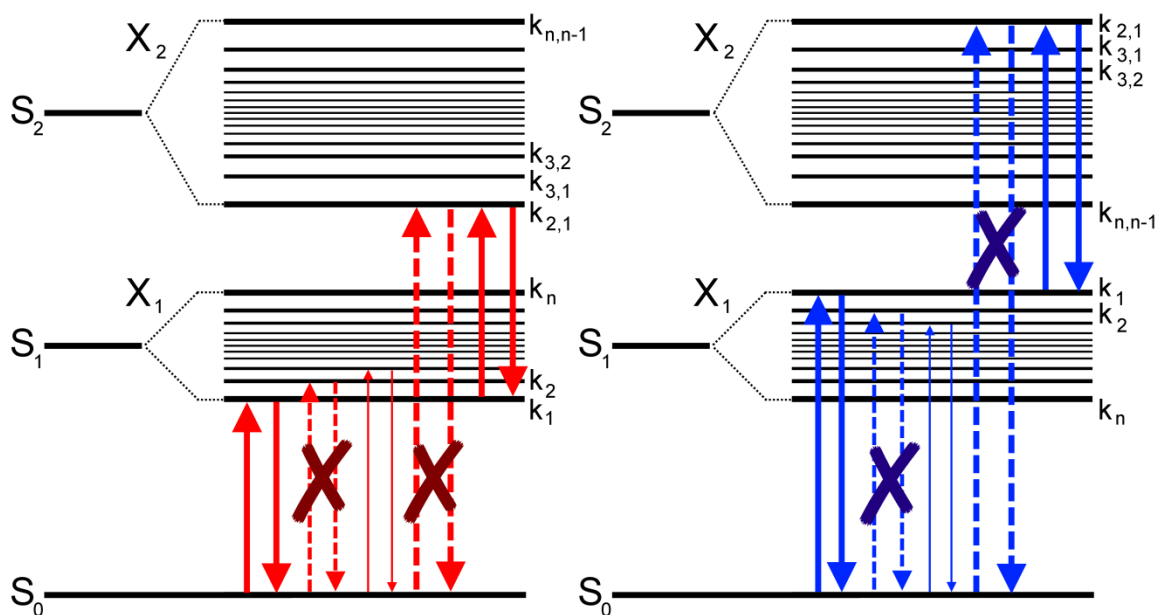 X₂
kₙ,ₙ₋₁
S₂
k₃,₂
k₃,₁
k₂,₁
X₁
kₙ
S₁
k₂
k₁
S₀
X₂
k₂,₁
k₃,₁
k₃,₂
S₂
kₙ,ₙ₋₁
X₁
k₁
k₂
S₁
kₙ
S₀